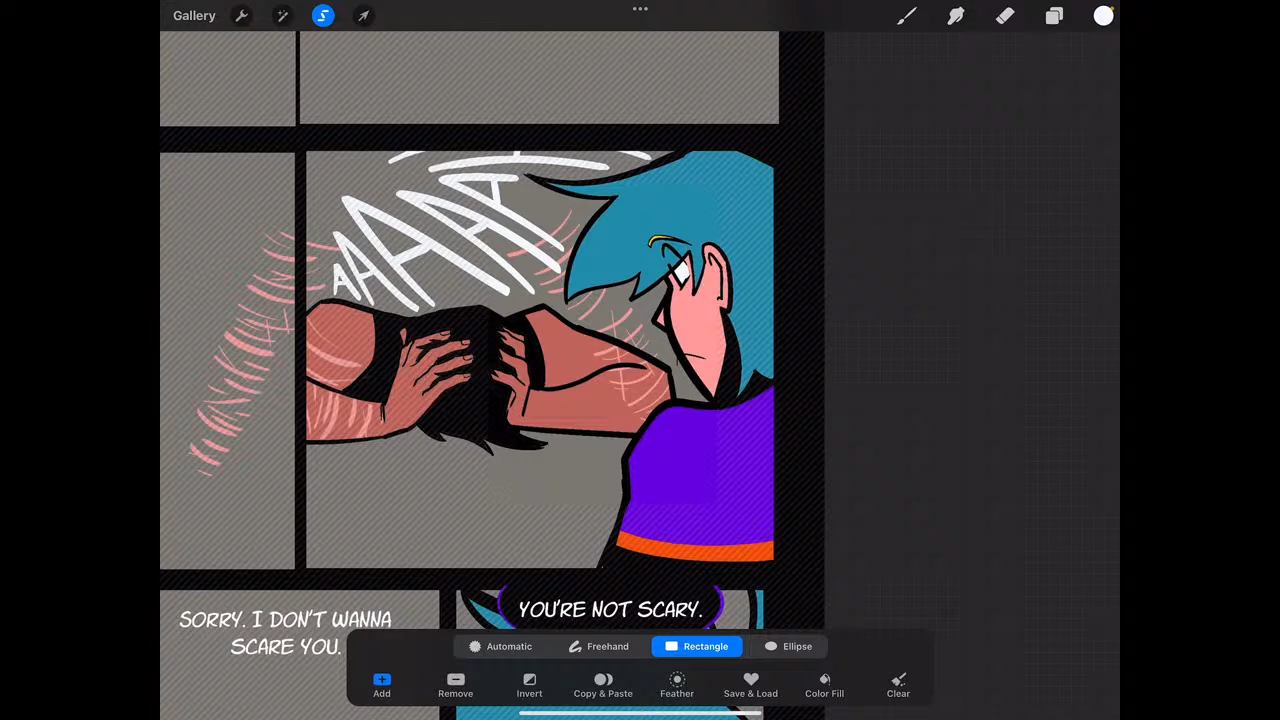 Gallery
AAAAA
SORRY. I DON'T WANNA
SCARE YOU.
YOU'RE NOT SCARY.
Automatic
Freehand
Rectangle
Ellipse
Add
Remove
Invert
Copy & Paste
Feather
Save & Load
Color Fill
Clear